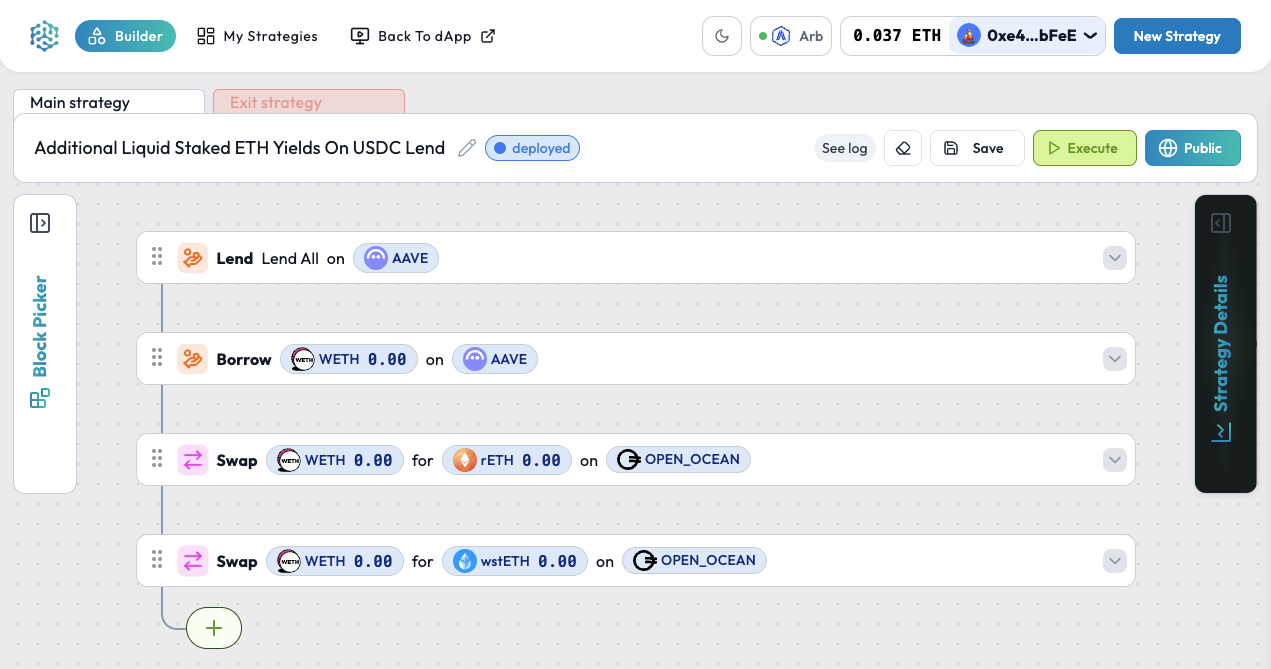 Builder My Strategies Back To dApp Arb 0.037 ETH 0xe4...bFeE New Strategy
Main strategy Exit strategy
Additional Liquid Staked ETH Yields On USDC Lend deployed See log Save Execute Public
Block Picker
Lend Lend All on AAVE
Borrow WETH WETH 0.00 on AAVE
Swap WETH WETH 0.00 for rETH 0.00 on OPEN_OCEAN
Swap WETH WETH 0.00 for wstETH 0.00 on OPEN_OCEAN
Strategy Details